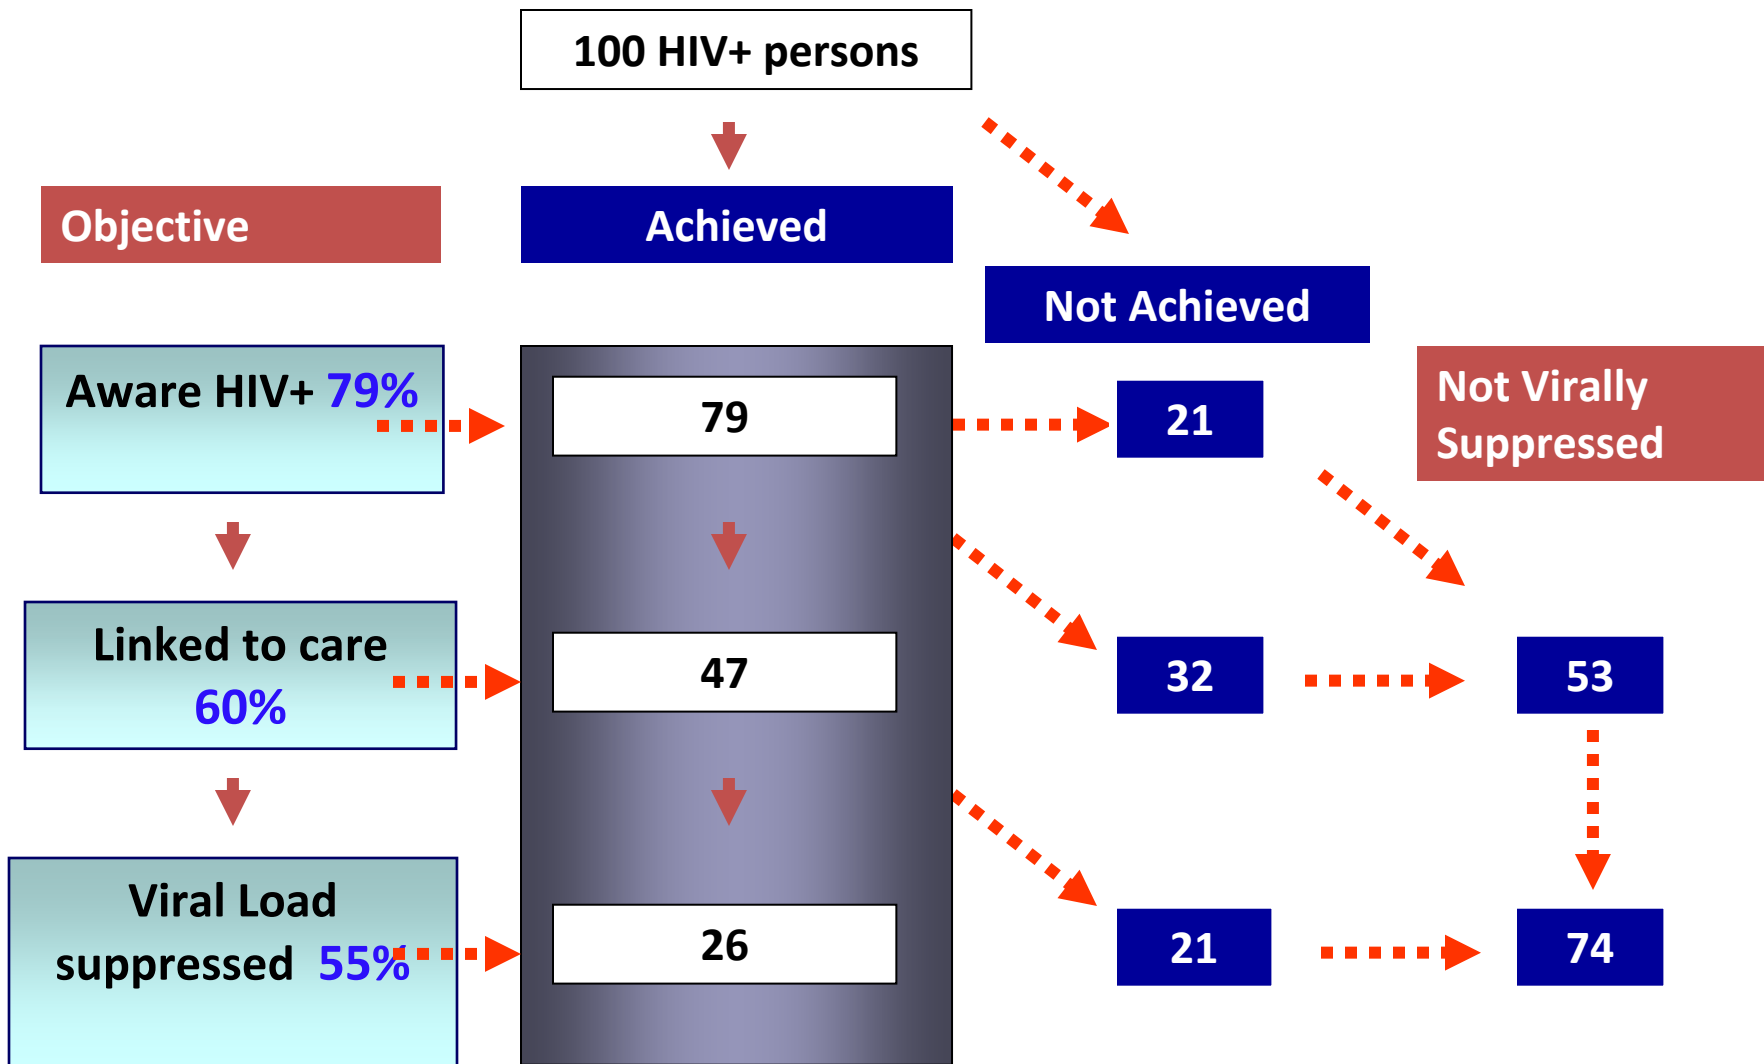 100 HIV+ persons
Objective
Achieved
Not Achieved
Not Virally
Suppressed
Aware HIV+ 79%
79
21
Linked to care
60%
47
32
53
Viral Load
suppressed 55%
26
21
74